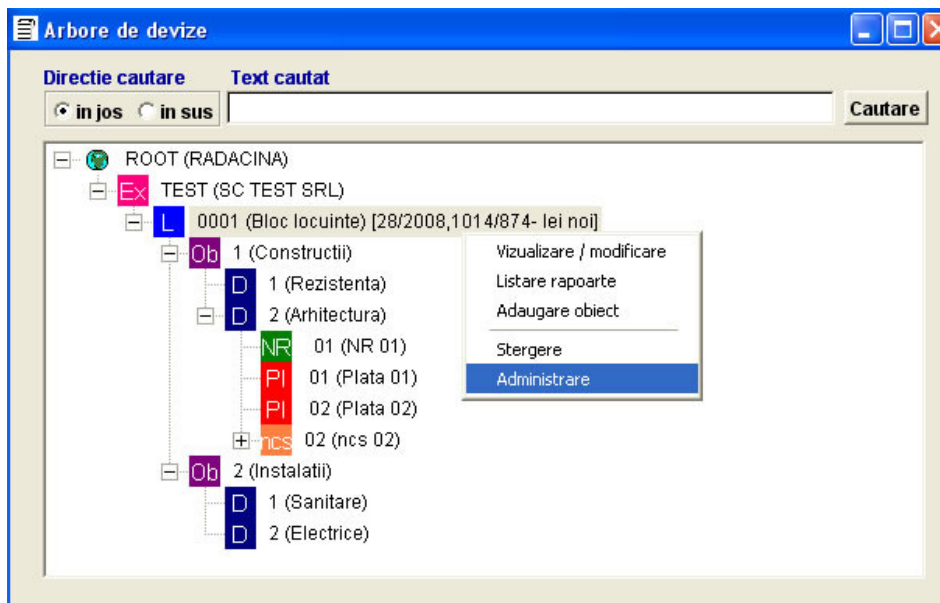 Arbore de devize
Directie cautare Text cautat
in jos in sus Cautare
ROOT (RADACINA)
Ex TEST (SC TEST SRL)
L 0001 (Bloc locuinte) [28/2008,1014/874- lei noi]
Ob 1 (Constructii)
D 1 (Rezistenta)
D 2 (Arhitectura)
NR 01 (NR 01)
Pl 01 (Plata 01)
Pl 02 (Plata 02)
ncs 02 (ncs 02)
Ob 2 (Instalatii)
D 1 (Sanitare)
D 2 (Electrice)
Vizualizare / modificare
Listare rapoarte
Adaugare obiect
Stergere
Administrare